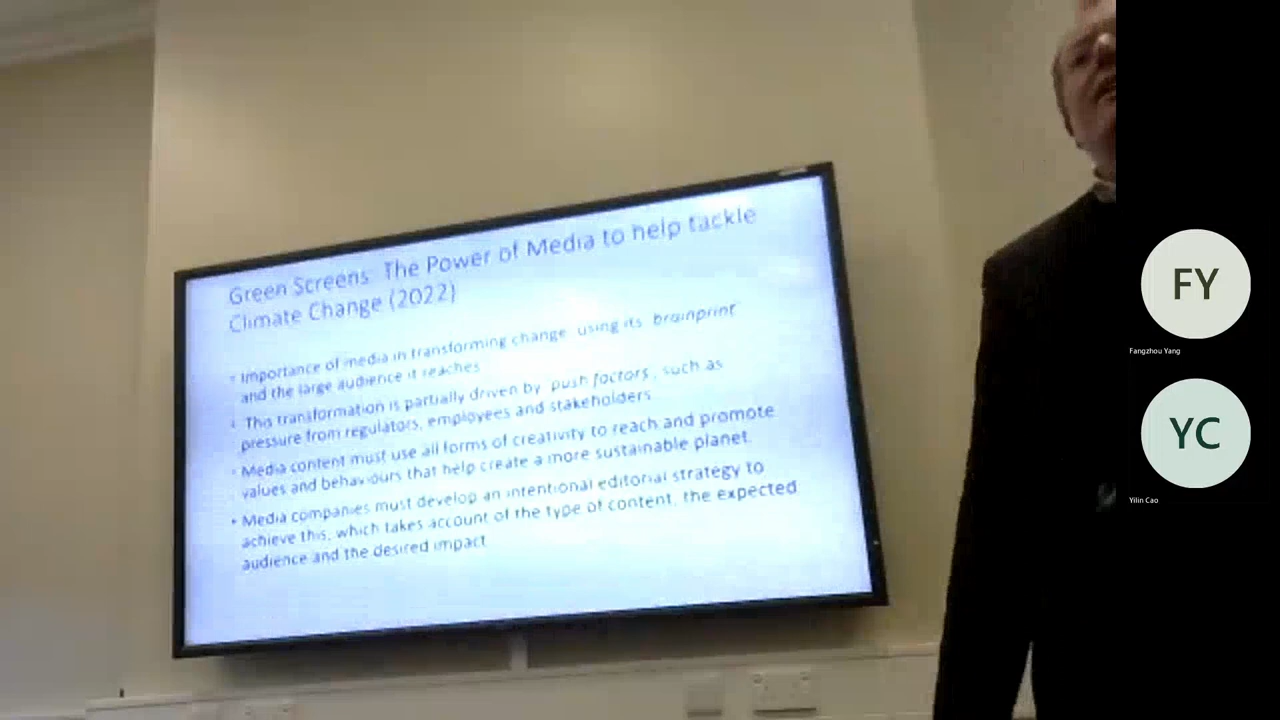 Green Screens: The Power of Media to help tackle
Climate Change (2022)
• Importance of media in transforming change using its brainprint
and the large audience it reaches
• This transformation is partially driven by push factors, such as
pressure from regulators, employees and stakeholders
• Media content must use all forms of creativity to reach and promote
values and behaviours that help create a more sustainable planet.
• Media companies must develop an intentional editorial strategy to
achieve this, which takes account of the type of content, the expected
audience and the desired impact
FY
Fangzhou Yang
YC
Yilin Cao